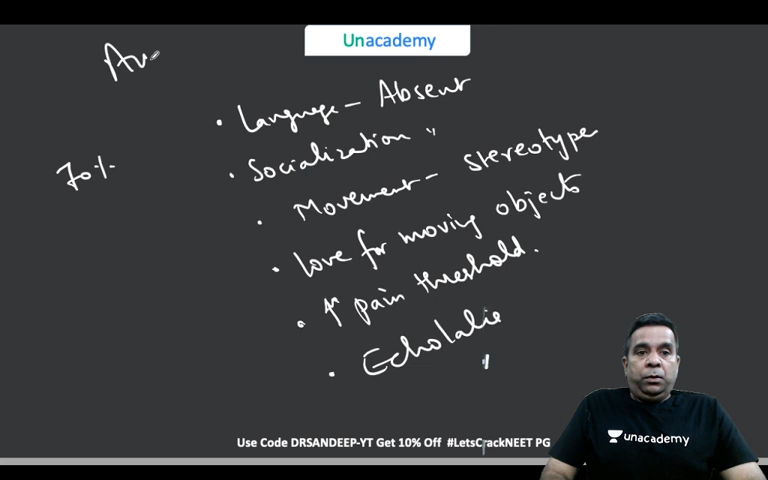 Unacademy
Au
• Language - Absent
• Socialization "
70%
• Movement - stereotype
• love for moving objects
• ↑ pain threshold.
• Echolalie
unacademy
Use Code DRSANDEEP-YT Get 10% Off #LetsCrackNEET PG